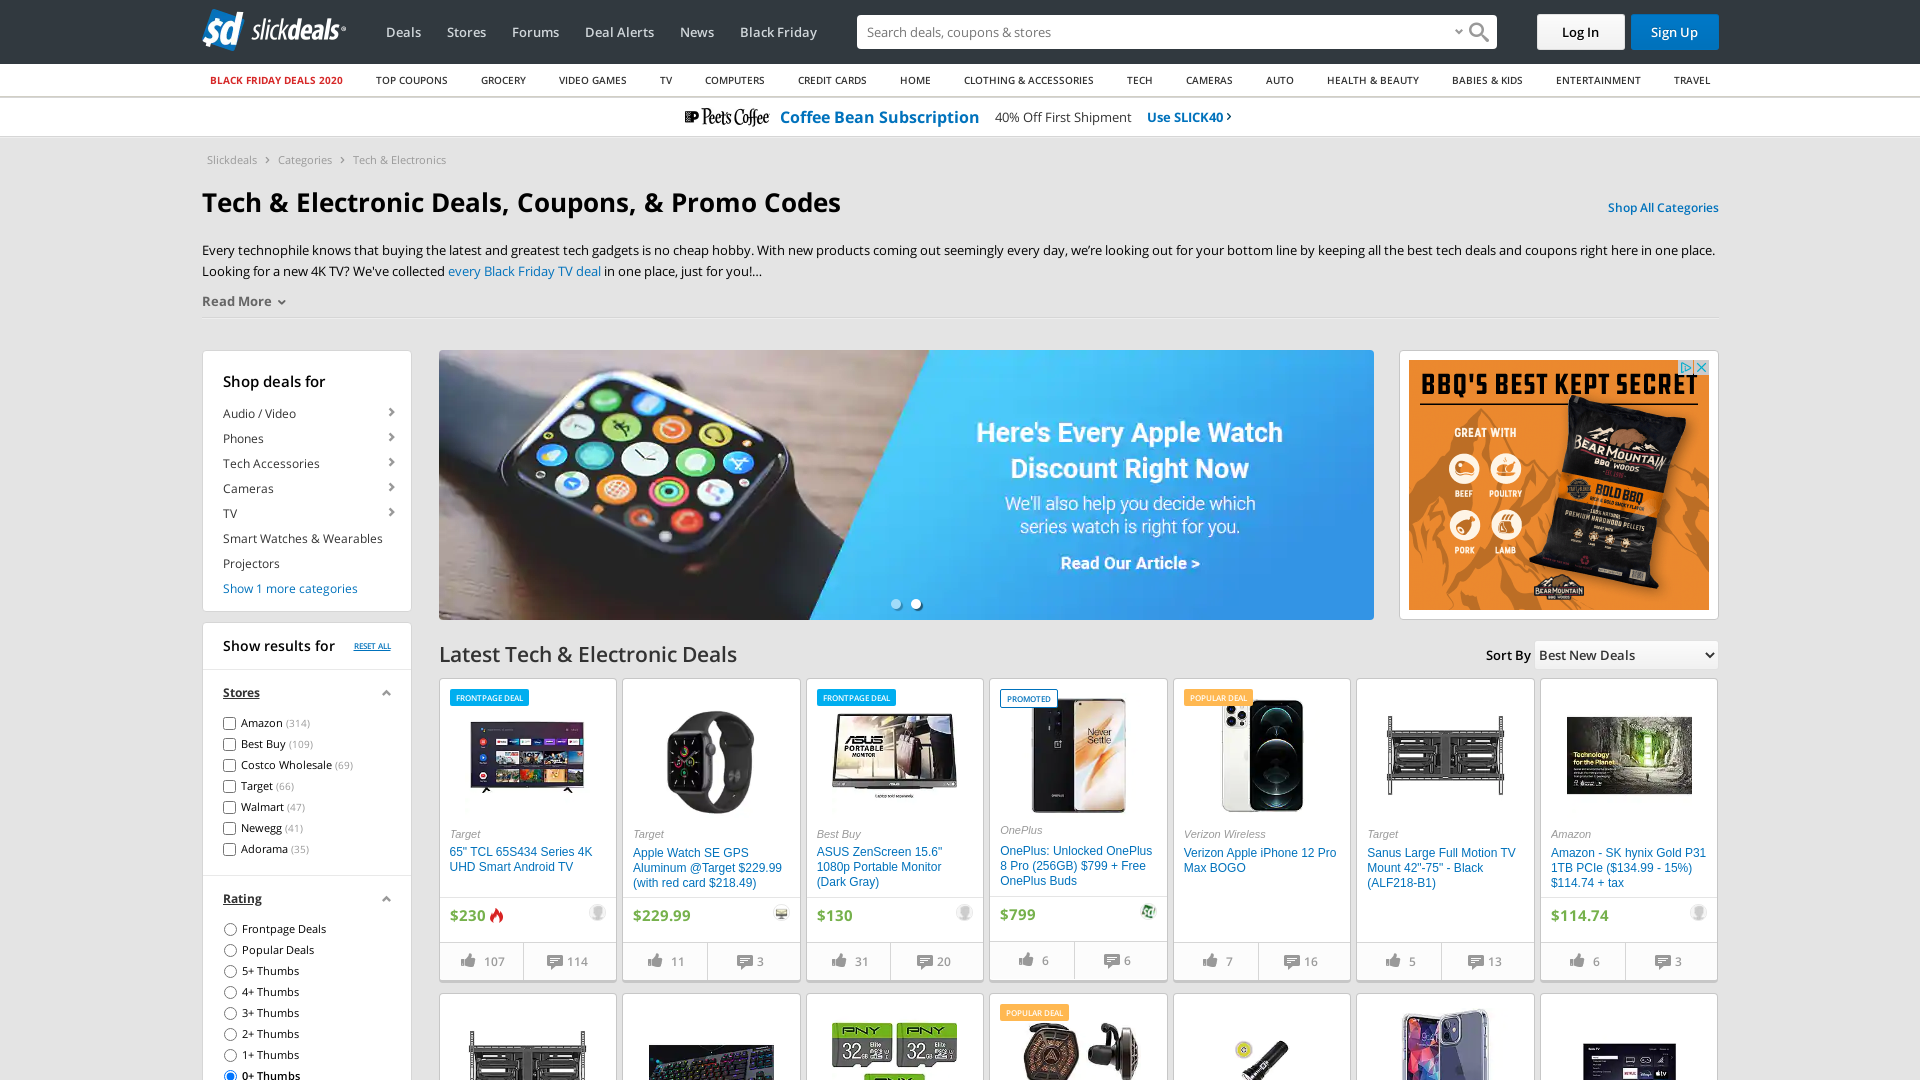 slickdeals
Deals
Stores
Forums
Deal Alerts
News
Black Friday
Search deals, coupons & stores
Log In
Sign Up
BLACK FRIDAY DEALS 2020
TOP COUPONS
GROCERY
VIDEO GAMES
TV
COMPUTERS
CREDIT CARDS
HOME
CLOTHING & ACCESSORIES
TECH
CAMERAS
AUTO
HEALTH & BEAUTY
BABIES & KIDS
ENTERTAINMENT
TRAVEL
Peet's Coffee Coffee Bean Subscription 40% Off First Shipment Use SLICK40 ›
Slickdeals › Categories › Tech & Electronics
Tech & Electronic Deals, Coupons, & Promo Codes
Shop All Categories
Every technophile knows that buying the latest and greatest tech gadgets is no cheap hobby. With new products coming out seemingly every day, we’re looking out for your bottom line by keeping all the best tech deals and coupons right here in one place.
Looking for a new 4K TV? We've collected every Black Friday TV deal in one place, just for you!...
Read More
Shop deals for
Audio / Video
Phones
Tech Accessories
Cameras
TV
Smart Watches & Wearables
Projectors
Show 1 more categories
Show results for
RESET ALL
Stores
Amazon (314)
Best Buy (109)
Costco Wholesale (69)
Target (66)
Walmart (47)
Newegg (41)
Adorama (35)
Rating
Frontpage Deals
Popular Deals
5+ Thumbs
4+ Thumbs
3+ Thumbs
2+ Thumbs
1+ Thumbs
0+ Thumbs
Here's Every Apple Watch
Discount Right Now
We'll also help you decide which
series watch is right for you.
Read Our Article >
BBQ'S BEST KEPT SECRET
GREAT WITH
BEEF
POULTRY
PORK
LAMB
BEAR MOUNTAIN
BBQ WOODS
BOLD BBQ
PREMIUM HARDWOOD PELLETS
BEAR MOUNTAIN
Latest Tech & Electronic Deals
Sort By
Best New Deals
FRONTPAGE DEAL
Target
65" TCL 65S434 Series 4K
UHD Smart Android TV
$230
107
114
Target
Apple Watch SE GPS
Aluminum @Target $229.99
(with red card $218.49)
$229.99
11
3
FRONTPAGE DEAL
ASUS
PORTABLE
MONITOR
Laptop sold separately.
Best Buy
ASUS ZenScreen 15.6"
1080p Portable Monitor
(Dark Gray)
$130
31
20
PROMOTED
Never
Settle
OnePlus
OnePlus: Unlocked OnePlus
8 Pro (256GB) $799 + Free
OnePlus Buds
$799
6
6
POPULAR DEAL
Verizon Wireless
Verizon Apple iPhone 12 Pro
Max BOGO
7
16
Target
Sanus Large Full Motion TV
Mount 42"-75" - Black
(ALF218-B1)
5
13
Technology
for the Planet
Amazon
Amazon - SK hynix Gold P31
1TB PCIe ($134.99 - 15%)
$114.74 + tax
$114.74
6
3
PNY
PNY
32GB Elite
32GB Elite
PNY
POPULAR DEAL